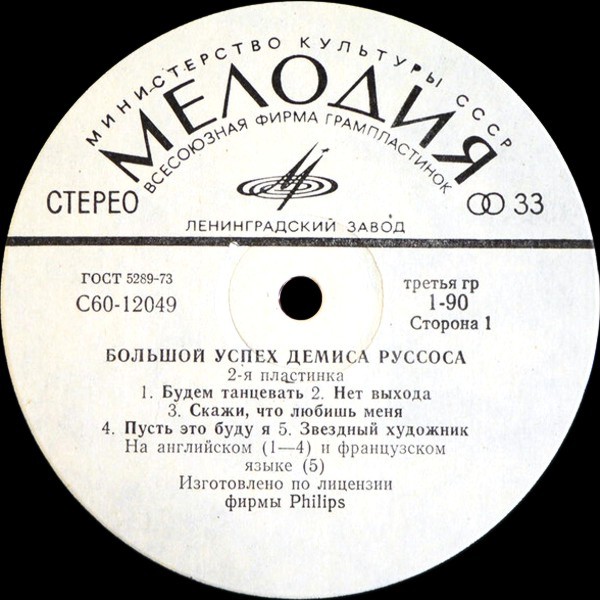 МИНИСТЕРСТВО КУЛЬТУРЫ СССР
МЕЛОДИЯ
ВСЕСОЮЗНАЯ ФИРМА ГРАМПЛАСТИНОК
СТЕРЕО
33
ЛЕНИНГРАДСКИЙ ЗАВОД
ГОСТ 5289-73
С60-12049
третья гр
1-90
Сторона 1
БОЛЬШОЙ УСПЕХ ДЕМИСА РУССОСА
2-я пластинка
1. Будем танцевать 2. Нет выхода
3. Скажи, что любишь меня
4. Пусть это буду я 5. Звездный художник
На английском (1—4) и французском
языке (5)
Изготовлено по лицензии
фирмы Philips